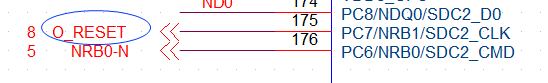 ND0 174
175 PC8/NDQ0/SDC2_D0
8 O_RESET 176 PC7/NRB1/SDC2_CLK
5 NRB0-N PC6/NRB0/SDC2_CMD